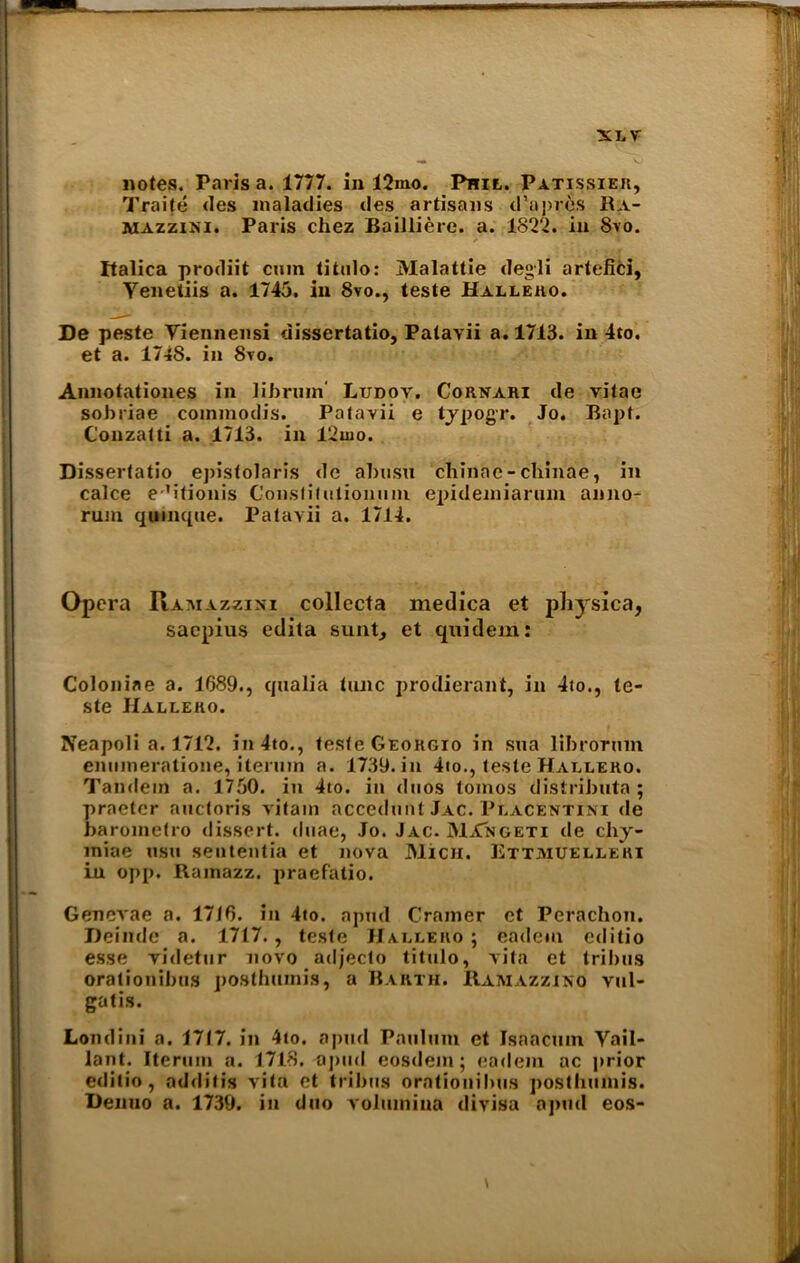 XLV
notes. Paris a. 1777. in 12mo. Phil. Patissier,
Traité des maladies des artisans d'après Ra-
mazzini. Paris chez Baillière. a. 1822. in 8vo.
Italica prodiit cum titulo: Malattie degli artefici,
Venetiis a. 1745. in 8vo., teste Hallero.
De peste Viennensi dissertatio, Patavii a. 1713. in 4to.
et a. 1748. in 8vo.
Annotationes in librum Ludov. Cornari de vitae
sobriae commodis. Patavii e typogr. Jo. Bapt.
Conzatti a. 1713. in 12mo.
Dissertatio epistolaris de abusu chinae-chinae, in
calce editionis Constitutionum epidemiarum anno-
rum quinque. Patavii a. 1714.
Opera Ramazzini collecta medica et physica,
saepius edita sunt, et quidem:
Coloniae a. 1689., qualia tunc prodierant, in 4to., te-
ste Hallero.
Neapoli a. 1712. in 4to., teste Georgio in sua librorum
enumeratione, iterum a. 1739. in 4to., teste Hallero.
Tandem a. 1750. in 4to. in duos tomos distributa;
praeter auctoris vitam accedunt Jac. Placentini de
barometro dissert. duae, Jo. Jac. Mangeti de chy-
miae usu sententia et nova Mich. Ettmuelleri
in opp. Ramazz. praefatio.
Genevae a. 1716. in 4to. apud Cramer et Perachon.
Deinde a. 1717., teste Hallero; eadem editio
esse videtur novo adjecto titulo, vita et tribus
orationibus posthumis, a Barth. Ramazzino vul-
gatis.
Londini a. 1717. in 4to. apud Paulum et Isaacum Vail-
lant. Iterum a. 1718. apud eosdem; eadem ac prior
editio, additis vita et tribus orationibus posthumis.
Denuo a. 1739. in duo volumina divisa apud eos-